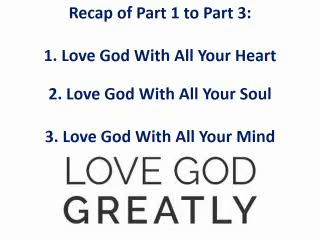 Recap of Part 1 to Part 3:
1. Love God With All Your Heart
2. Love God With All Your Soul
3. Love God With All Your Mind
LOVE GOD
GREATLY